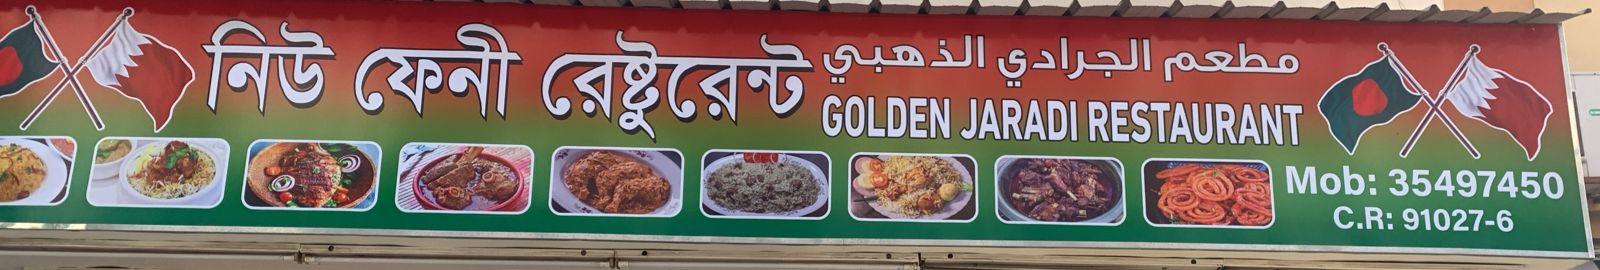 নিউ ফেনী রেষ্টুরেন্ট
مطعم الجرادي الذهبي
GOLDEN JARADI RESTAURANT
Mob: 35497450
C.R: 91027-6